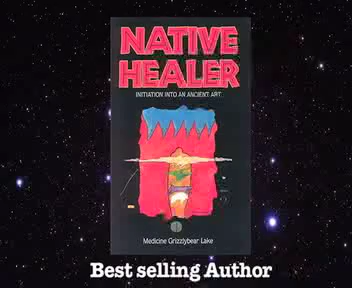 NATIVE
HEALER
INITIATION INTO AN ANCIENT ART
Medicine Grizzlybear Lake
Best selling Author